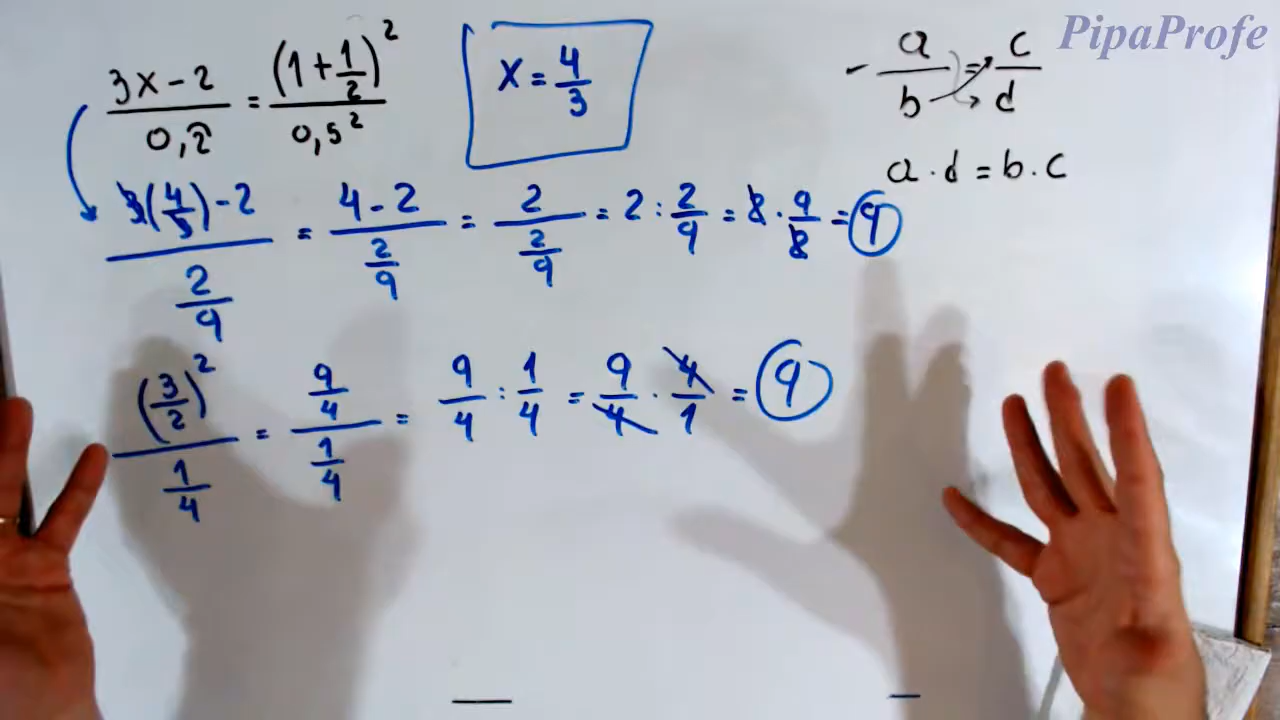 PipaProfe
(3x - 2)/(0,2̂) = (1 + 1/2)²/(0,5²)
x = 4/3
a/b = c/d
a · d = b · c
(3(4/3) - 2)/(2/9) = (4 - 2)/(2/9) = 2/(2/9) = 2 : 2/9 = 2 · 9/2 = 9
(3/2)²/(1/4) = (9/4)/(1/4) = 9/4 : 1/4 = 9/4 · 4/1 = 9